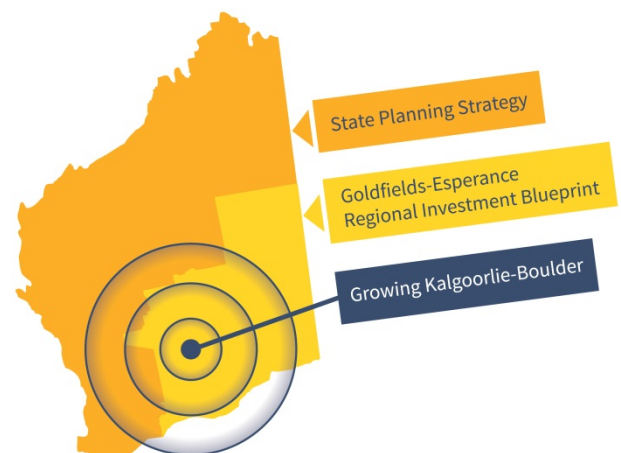 State Planning Strategy
Goldfields-Esperance
Regional Investment Blueprint
Growing Kalgoorlie-Boulder